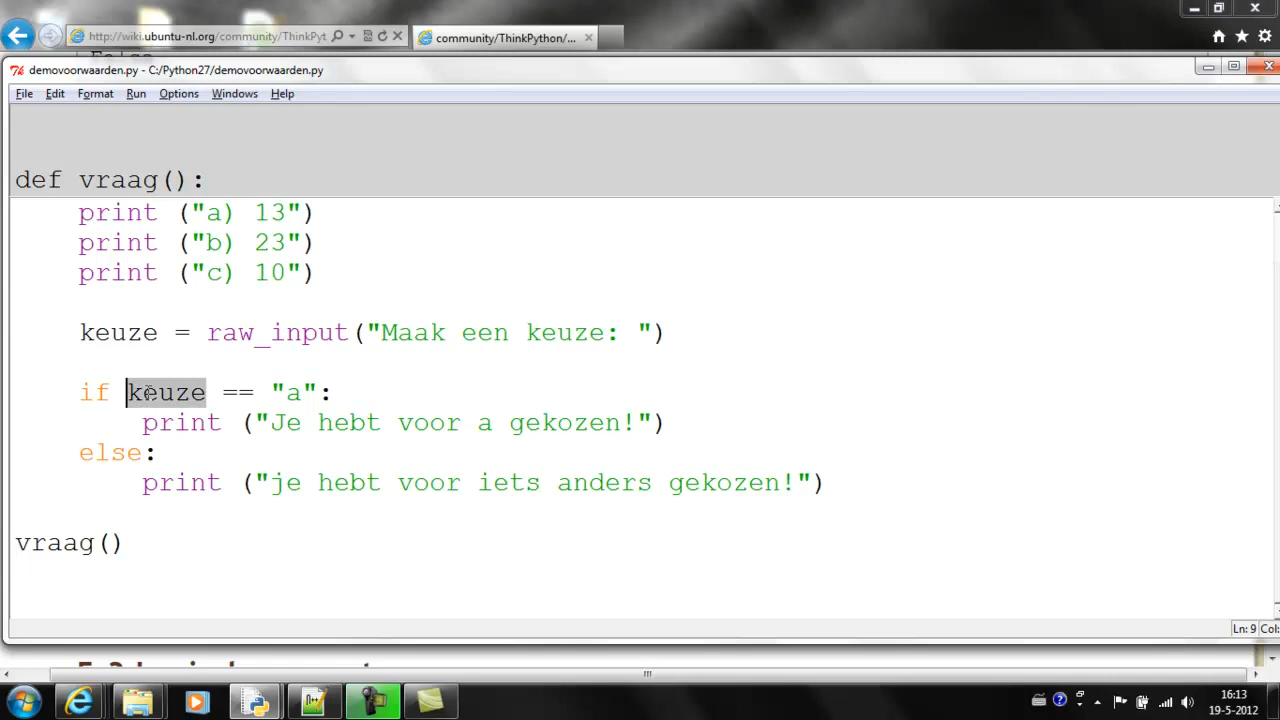 http://wiki.ubuntu-nl.org/community/ThinkPyt
community/ThinkPython/...
False
demovoorwaarden.py - C:/Python27/demovoorwaarden.py
File Edit Format Run Options Windows Help
def vraag():
print ("a) 13")
print ("b) 23")
print ("c) 10")
keuze = raw_input("Maak een keuze: ")
if keuze == "a":
print ("Je hebt voor a gekozen!")
else:
print ("je hebt voor iets anders gekozen!")
vraag()
Ln: 9 Col:
16:13
19-5-2012